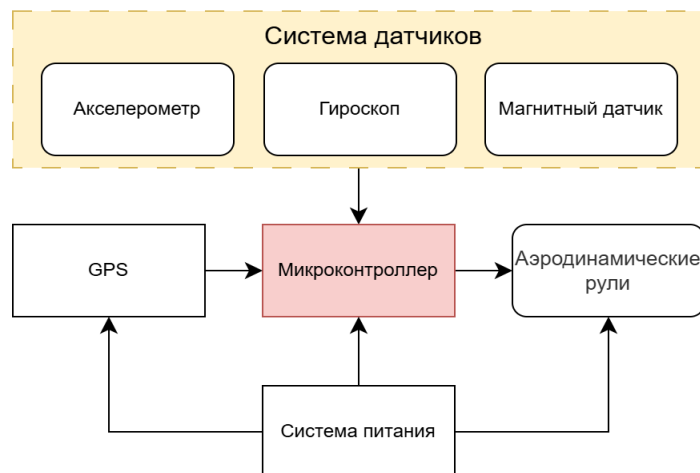 Система датчиков
Акселерометр
Гироскоп
Магнитный датчик
GPS
Микроконтроллер
Аэродинамические
рули
Система питания